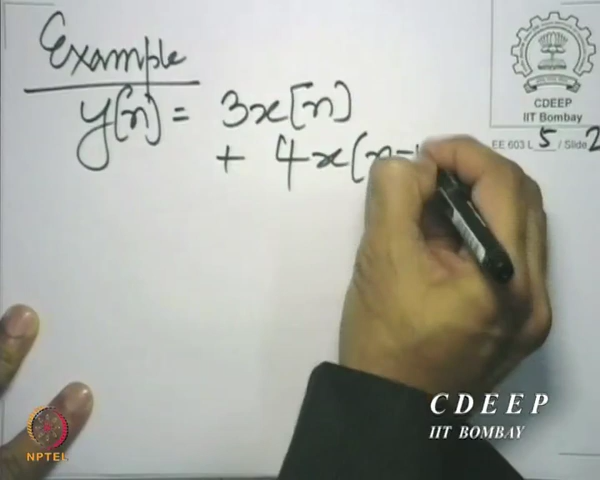 Example
y[n] = 3x[n]
+ 4x[n-
CDEEP
IIT Bombay
EE 603 L 5 / Slide 2
CDEEP
IIT BOMBAY
NPTEL